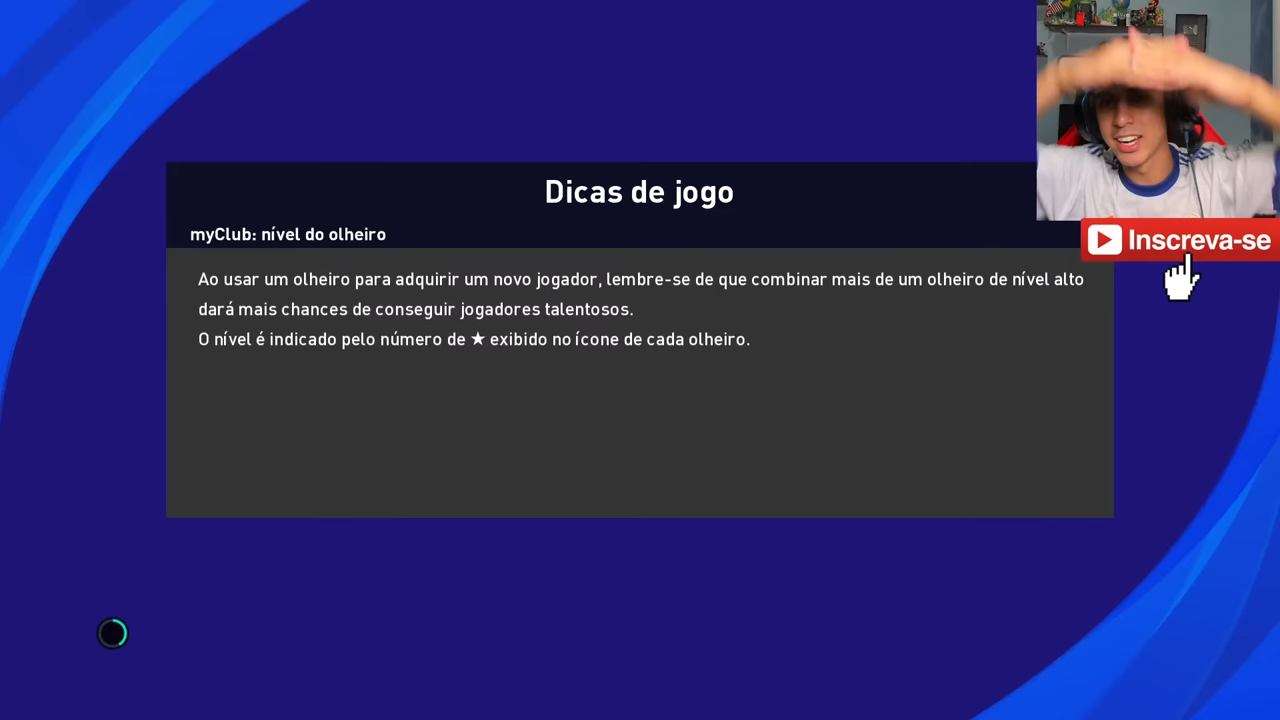 Dicas de jogo
myClub: nível do olheiro
Ao usar um olheiro para adquirir um novo jogador, lembre-se de que combinar mais de um olheiro de nível alto
dará mais chances de conseguir jogadores talentosos.
O nível é indicado pelo número de ★ exibido no ícone de cada olheiro.
Inscreva-se